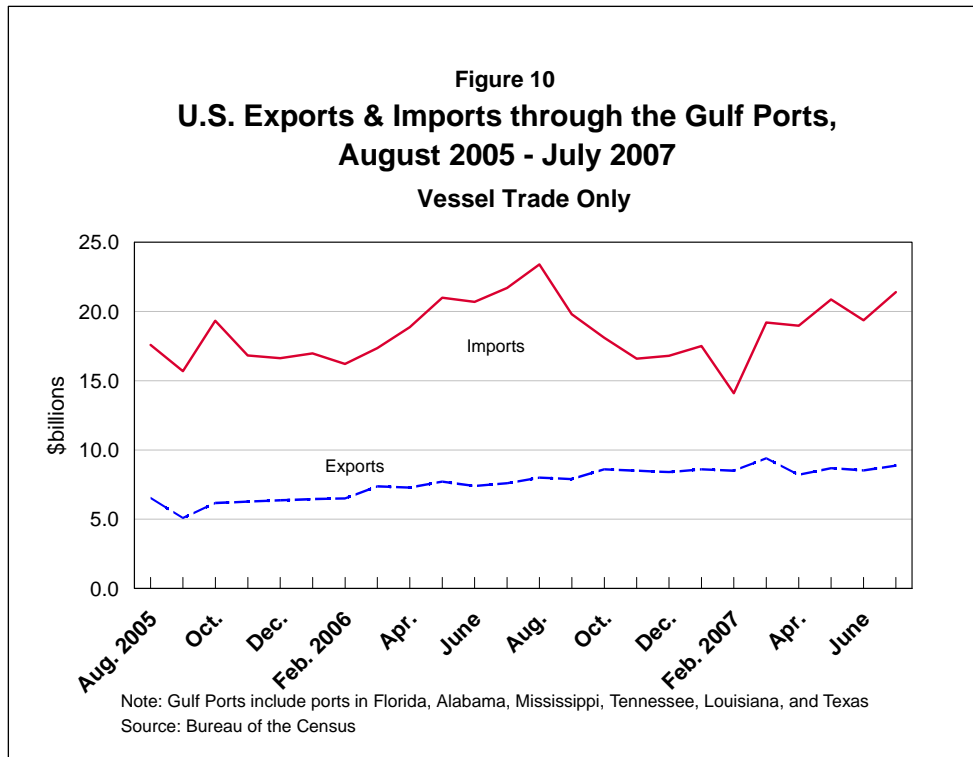 Figure 10
U.S. Exports & Imports through the Gulf Ports,
August 2005 - July 2007
Vessel Trade Only
$billions
25.0
20.0
15.0
10.0
5.0
0.0
Imports
Exports
Aug. 2005
Oct.
Dec.
Feb. 2006
Apr.
June
Aug.
Oct.
Dec.
Feb. 2007
Apr.
June
Note: Gulf Ports include ports in Florida, Alabama, Mississippi, Tennessee, Louisiana, and Texas
Source: Bureau of the Census